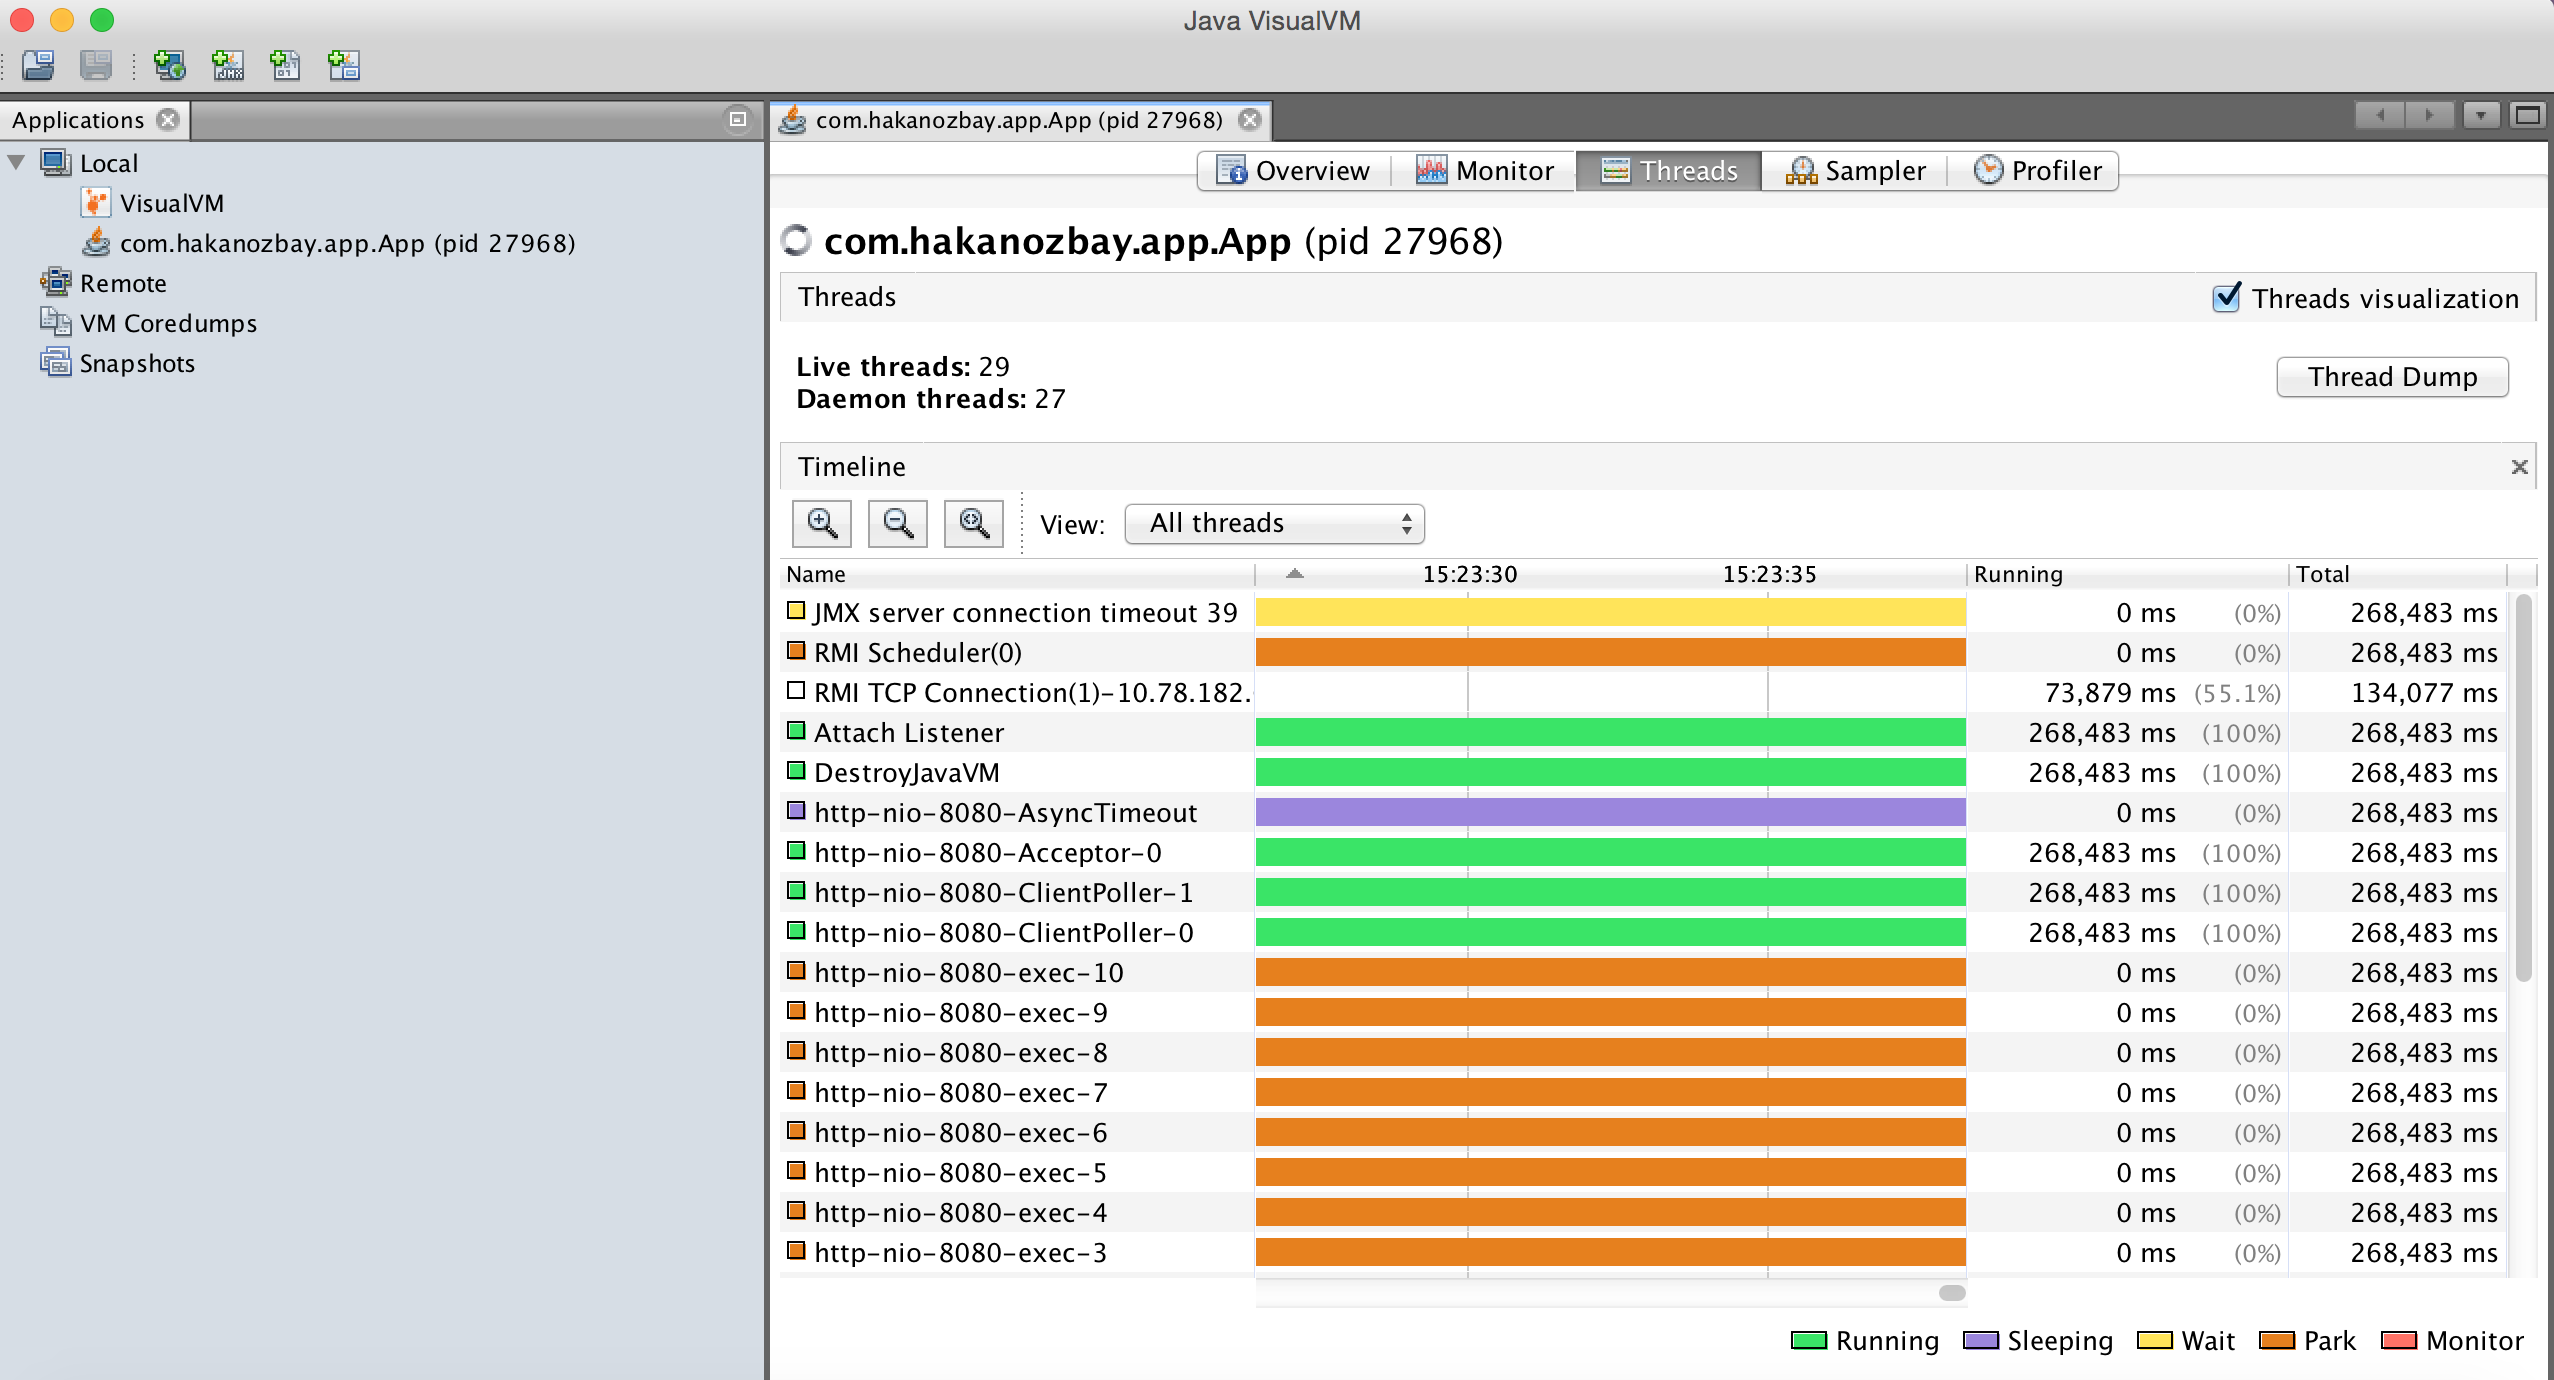 Java VisualVM
Applications
com.hakanozbay.app.App (pid 27968)
Local
VisualVM
com.hakanozbay.app.App (pid 27968)
Remote
VM Coredumps
Snapshots
Overview Monitor Threads Sampler Profiler
com.hakanozbay.app.App (pid 27968)
Threads Threads visualization
Live threads: 29
Daemon threads: 27
Thread Dump
Timeline
View: All threads
Name 15:23:30 15:23:35 Running Total
JMX server connection timeout 39 0 ms (0%) 268,483 ms
RMI Scheduler(0) 0 ms (0%) 268,483 ms
RMI TCP Connection(1)-10.78.182. 73,879 ms (55.1%) 134,077 ms
Attach Listener 268,483 ms (100%) 268,483 ms
DestroyJavaVM 268,483 ms (100%) 268,483 ms
http-nio-8080-AsyncTimeout 0 ms (0%) 268,483 ms
http-nio-8080-Acceptor-0 268,483 ms (100%) 268,483 ms
http-nio-8080-ClientPoller-1 268,483 ms (100%) 268,483 ms
http-nio-8080-ClientPoller-0 268,483 ms (100%) 268,483 ms
http-nio-8080-exec-10 0 ms (0%) 268,483 ms
http-nio-8080-exec-9 0 ms (0%) 268,483 ms
http-nio-8080-exec-8 0 ms (0%) 268,483 ms
http-nio-8080-exec-7 0 ms (0%) 268,483 ms
http-nio-8080-exec-6 0 ms (0%) 268,483 ms
http-nio-8080-exec-5 0 ms (0%) 268,483 ms
http-nio-8080-exec-4 0 ms (0%) 268,483 ms
http-nio-8080-exec-3 0 ms (0%) 268,483 ms
Running Sleeping Wait Park Monitor